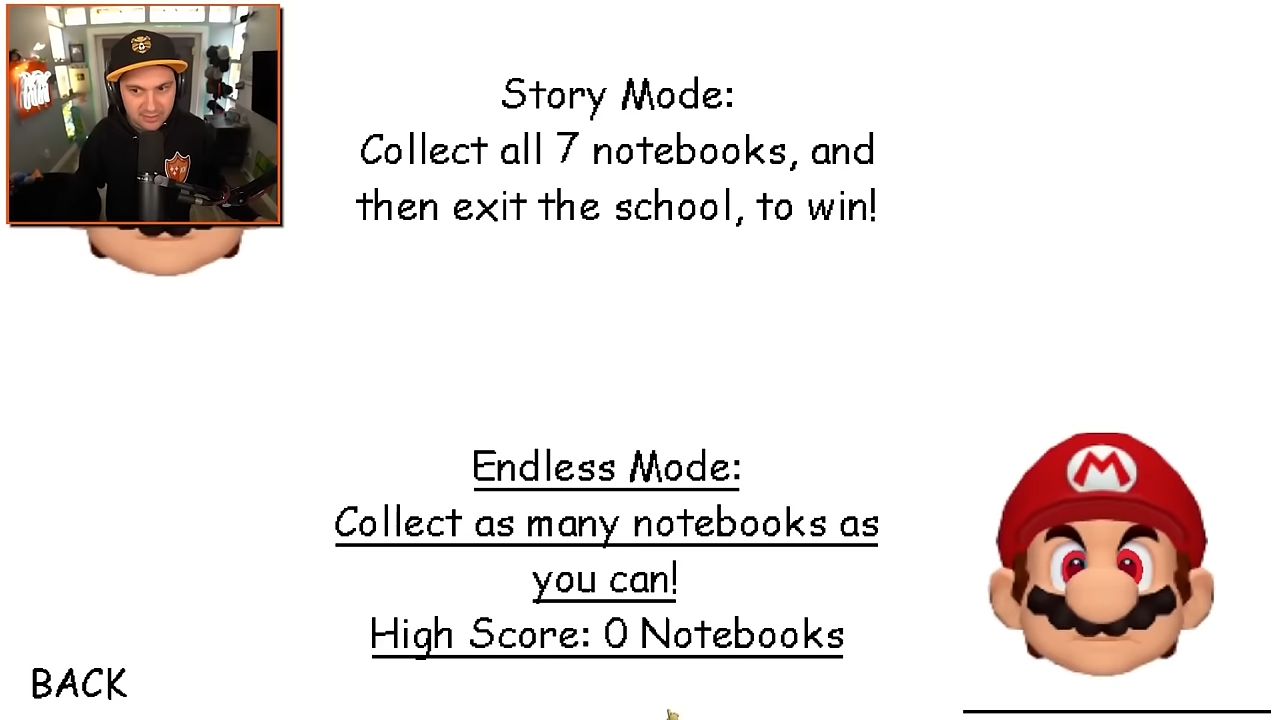 Story Mode:
Collect all 7 notebooks, and
then exit the school, to win!
Endless Mode:
Collect as many notebooks as
you can!
High Score: 0 Notebooks
M
BACK